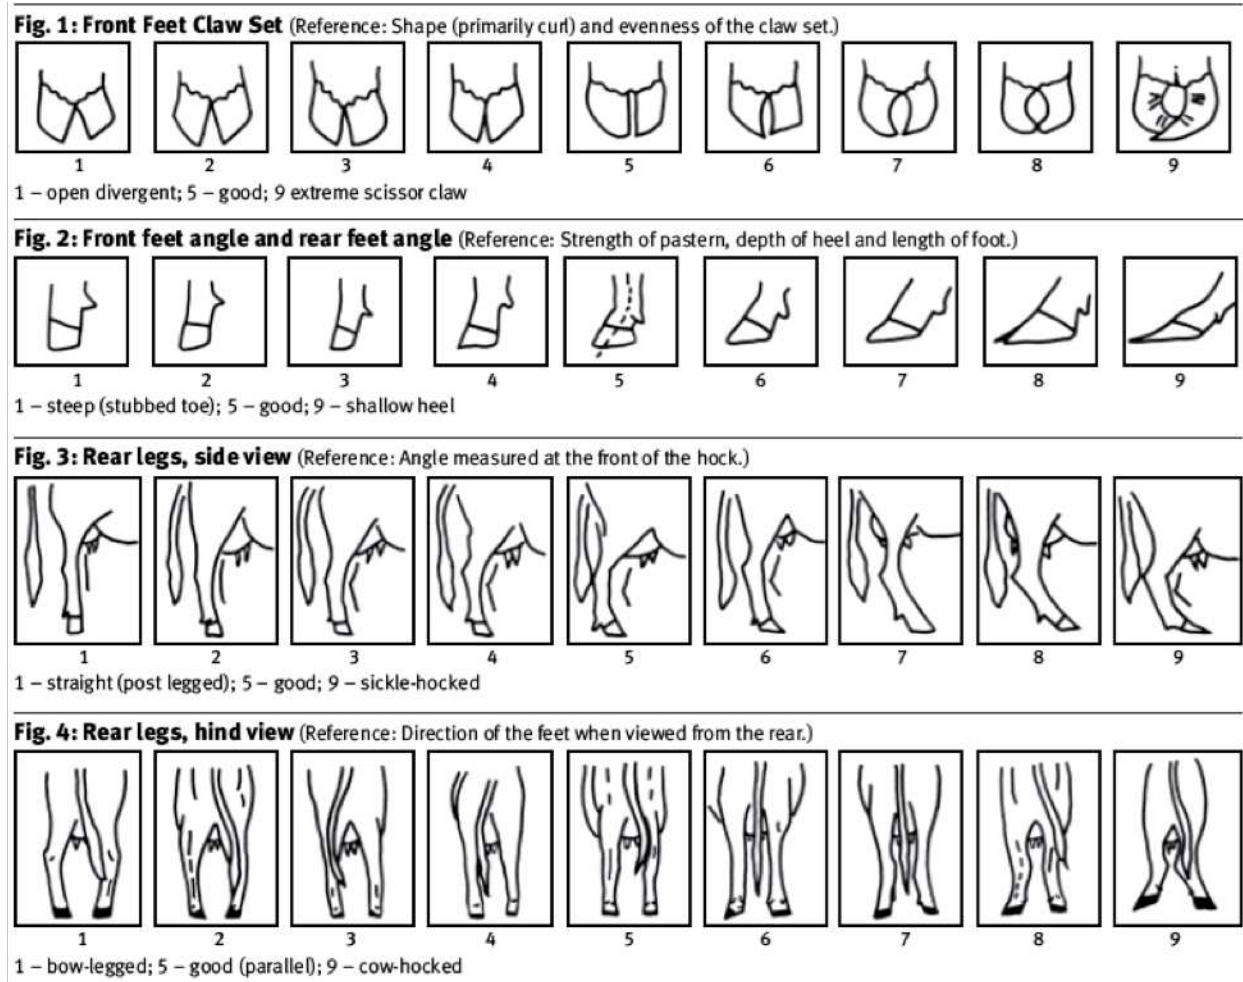 Fig. 1: Front Feet Claw Set (Reference: Shape (primarily curl) and evenness of the claw set.)
1 2 3 4 5 6 7 8 9
1 – open divergent; 5 – good; 9 extreme scissor claw
Fig. 2: Front feet angle and rear feet angle (Reference: Strength of pastern, depth of heel and length of foot.)
1 2 3 4 5 6 7 8 9
1 – steep (stubbed toe); 5 – good; 9 – shallow heel
Fig. 3: Rear legs, side view (Reference: Angle measured at the front of the hock.)
1 2 3 4 5 6 7 8 9
1 – straight (post legged); 5 – good; 9 – sickle-hocked
Fig. 4: Rear legs, hind view (Reference: Direction of the feet when viewed from the rear.)
1 2 3 4 5 6 7 8 9
1 – bow-legged; 5 – good (parallel); 9 – cow-hocked